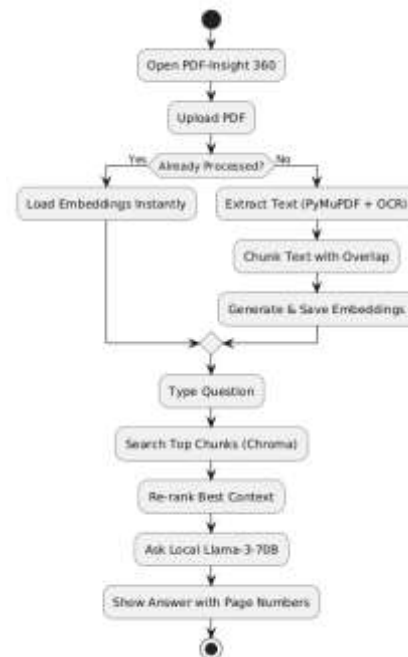 Open PDF-Insight 360
Upload PDF
Yes
Already Processed?
No
Load Embeddings Instantly
Extract Text (PyMuPDF + OCR)
Chunk Text with Overlap
Generate & Save Embeddings
Type Question
Search Top Chunks (Chroma)
Re-rank Best Context
Ask Local Llama-3-70B
Show Answer with Page Numbers